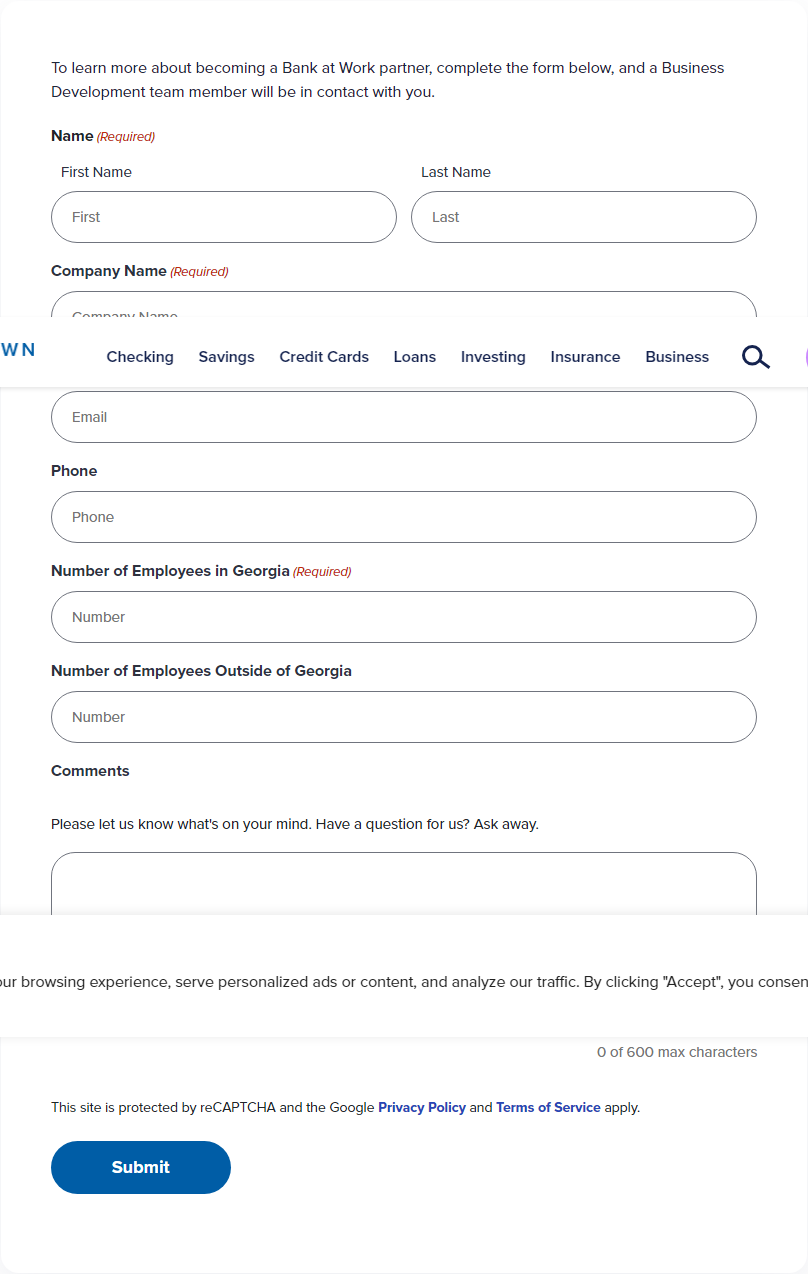 To learn more about becoming a Bank at Work partner, complete the form below, and a Business
Development team member will be in contact with you.
Name (Required)
First Name Last Name
First Last
Company Name (Required)
Company Name
WN Checking Savings Credit Cards Loans Investing Insurance Business
Email
Phone
Phone
Number of Employees in Georgia (Required)
Number
Number of Employees Outside of Georgia
Number
Comments
Please let us know what's on your mind. Have a question for us? Ask away.
browsing experience, serve personalized ads or content, and analyze our traffic. By clicking "Accept", you
0 of 600 max characters
This site is protected by reCAPTCHA and the Google Privacy Policy and Terms of Service apply.
Submit